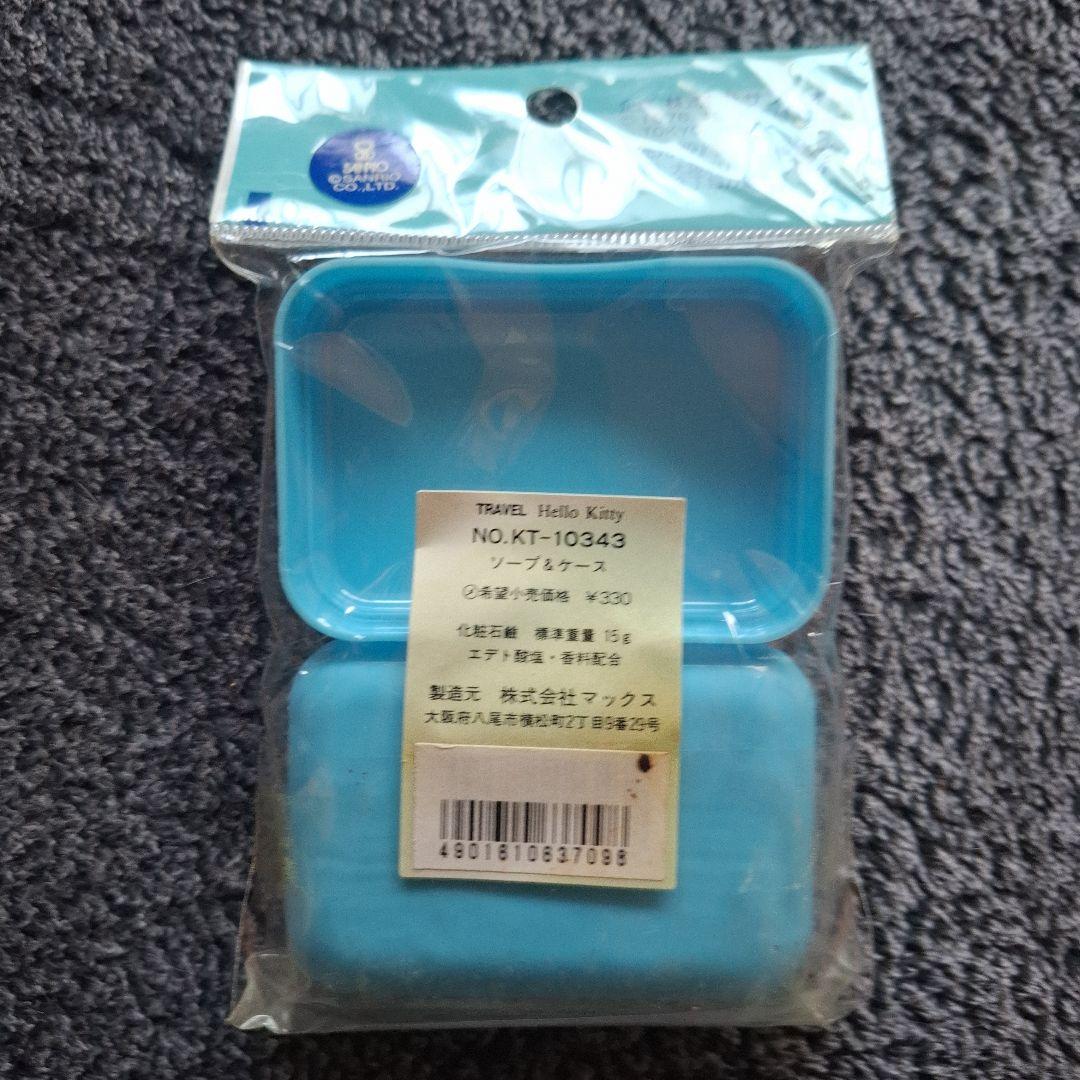 SANRIO
©SANRIO
CO.,LTD.
TRAVEL Hello Kitty
NO.KT-10343
ソープ&ケース
㋱希望小売価格 ¥330
化粧石鹸 標準重量 15g
エデト酸塩・香料配合
製造元 株式会社マックス
大阪府八尾市横松町2丁目9番29号
4901610637098